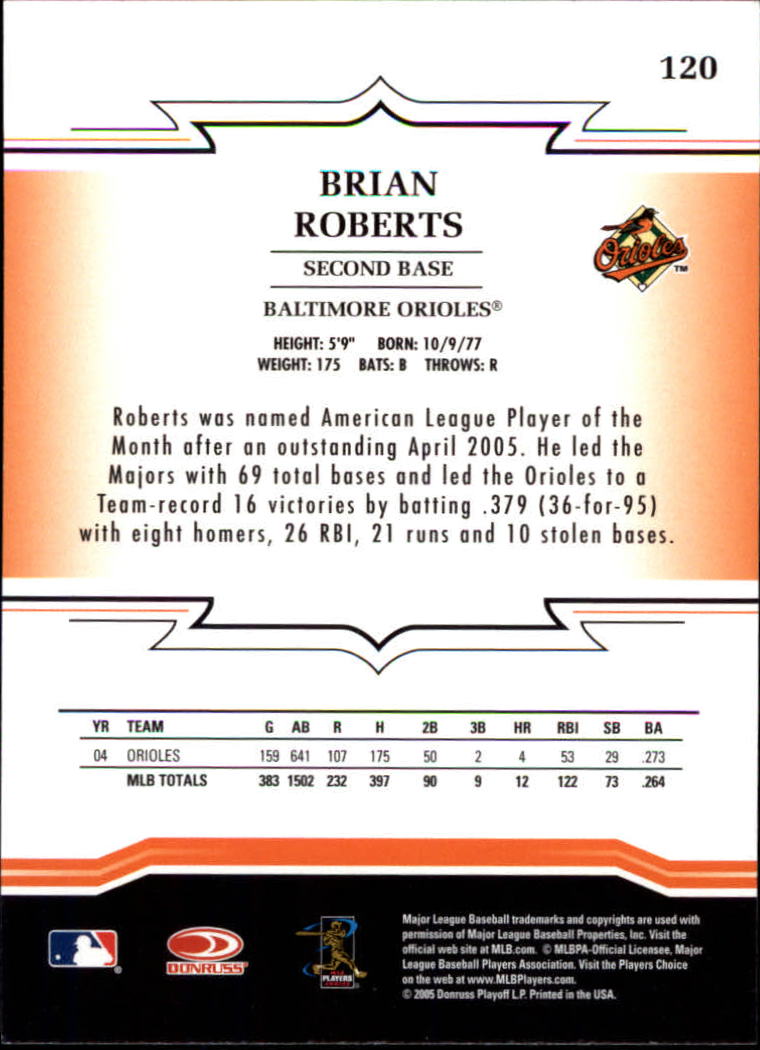 120
BRIAN
ROBERTS
SECOND BASE
BALTIMORE ORIOLES®
Orioles
TM
HEIGHT: 5'9" BORN: 10/9/77
WEIGHT: 175 BATS: B THROWS: R
Roberts was named American League Player of the
Month after an outstanding April 2005. He led the
Majors with 69 total bases and led the Orioles to a
Team-record 16 victories by batting .379 (36-for-95)
with eight homers, 26 RBI, 21 runs and 10 stolen bases.
YR TEAM G AB R H 2B 3B HR RBI SB BA
04 ORIOLES 159 641 107 175 50 2 4 53 29 .273
MLB TOTALS 383 1502 232 397 90 9 12 122 73 .264
Major League Baseball trademarks and copyrights are used with
permission of Major League Baseball Properties, Inc. Visit the
official web site at MLB.com. © MLBPA-Official Licensee, Major
League Baseball Players Association. Visit the Players Choice
on the web at www.MLBPlayers.com.
© 2005 Donruss Playoff L.P. Printed in the USA.
®
DONRUSS®
PLAYERS
®